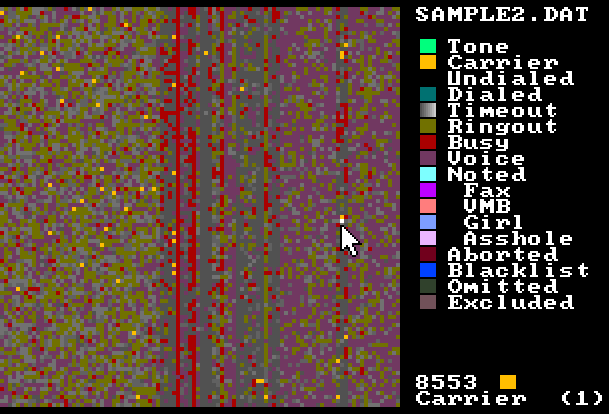 SAMPLE2.DAT
Tone
Carrier
Undialed
Dialed
Timeout
Ringout
Busy
Voice
Noted
Fax
VMB
Girl
Asshole
Aborted
Blacklist
Omitted
Excluded
8553
Carrier (1)